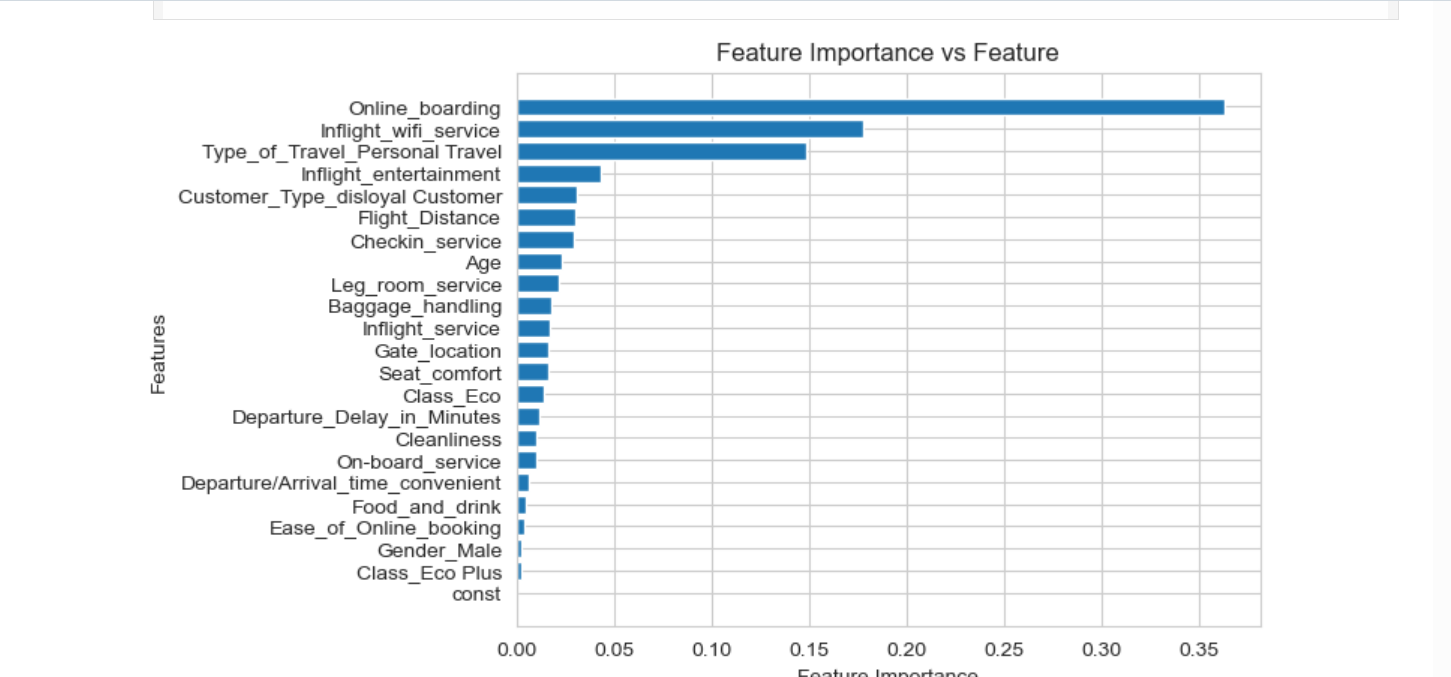 Feature Importance vs Feature
Online_boarding
Inflight_wifi_service
Type_of_Travel_Personal Travel
Inflight_entertainment
Customer_Type_disloyal Customer
Flight_Distance
Checkin_service
Age
Leg_room_service
Baggage_handling
Inflight_service
Gate_location
Seat_comfort
Class_Eco
Departure_Delay_in_Minutes
Cleanliness
On-board_service
Departure/Arrival_time_convenient
Food_and_drink
Ease_of_Online_booking
Gender_Male
Class_Eco Plus
const
Features
0.00 0.05 0.10 0.15 0.20 0.25 0.30 0.35
Feature Importance